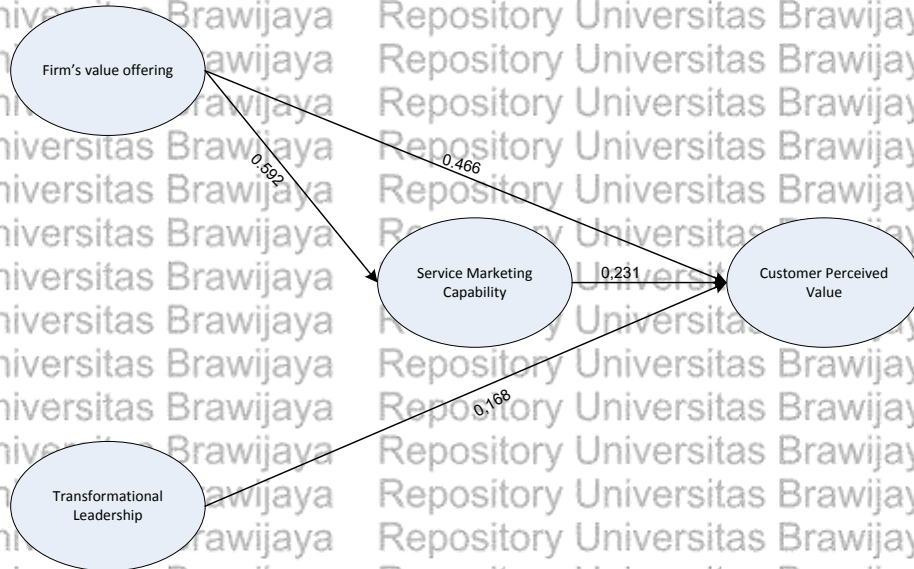 Firm's value offering
0.592
0.466
Service Marketing
Capability
0,231
Customer Perceived
Value
0,168
Transformational
Leadership
Repository Universitas Brawijaya